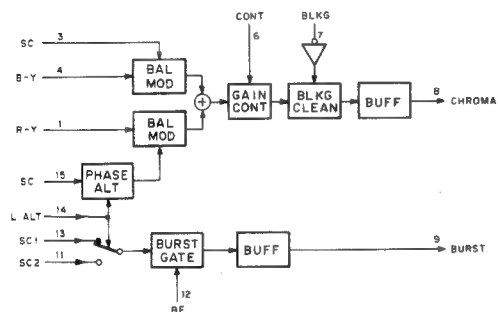 CONT
BLKG
SC 3
6
7
B-Y 4
BAL MOD
GAIN CONT
BLKG CLEAN
BUFF
8 CHROMA
R-Y 1
BAL MOD
SC 15
PHASE ALT
L ALT 14
SC1 13
SC2 11
BURST GATE
BUFF
9 BURST
12